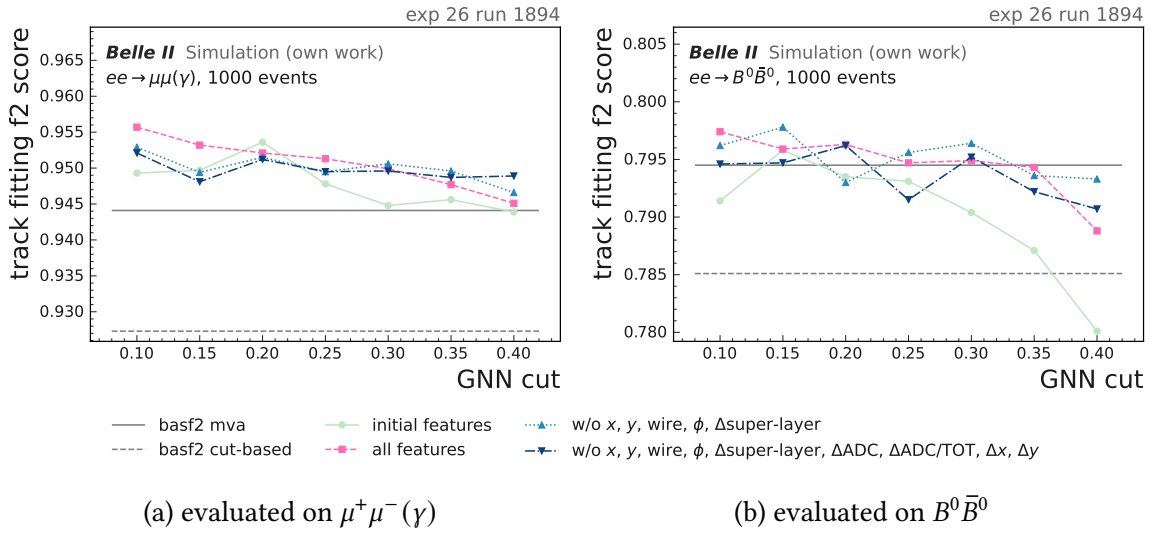 exp 26 run 1894
Belle II Simulation (own work)
ee → μμ(γ), 1000 events
track fitting f2 score
0.965
0.960
0.955
0.950
0.945
0.940
0.935
0.930
0.10 0.15 0.20 0.25 0.30 0.35 0.40
GNN cut
exp 26 run 1894
Belle II Simulation (own work)
ee → B⁰B̄⁰, 1000 events
track fitting f2 score
0.805
0.800
0.795
0.790
0.785
0.780
0.10 0.15 0.20 0.25 0.30 0.35 0.40
GNN cut
basf2 mva
basf2 cut-based
initial features
all features
w/o x, y, wire, ϕ, Δsuper-layer
w/o x, y, wire, ϕ, Δsuper-layer, ΔADC, ΔADC/TOT, Δx, Δy
(a) evaluated on μ⁺μ⁻(γ)
(b) evaluated on B⁰B̄⁰